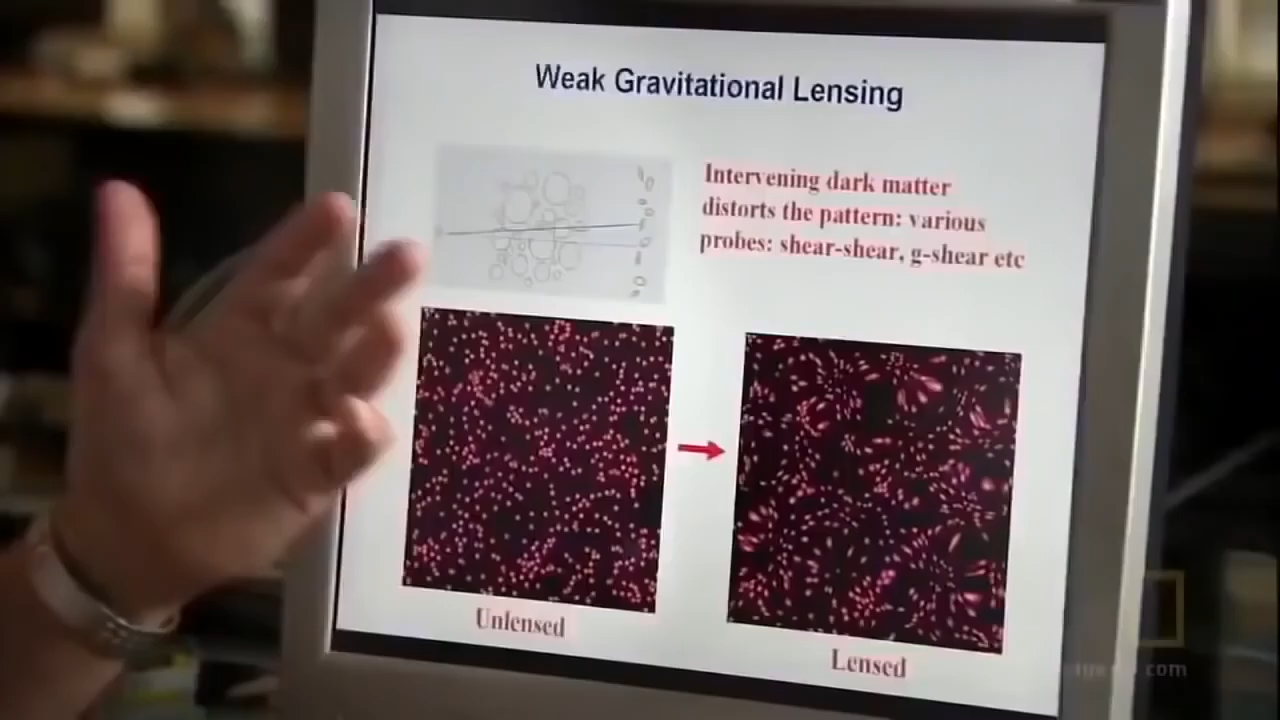 Weak Gravitational Lensing
Intervening dark matter
distorts the pattern: various
probes: shear-shear, g-shear etc
Unlensed
Lensed